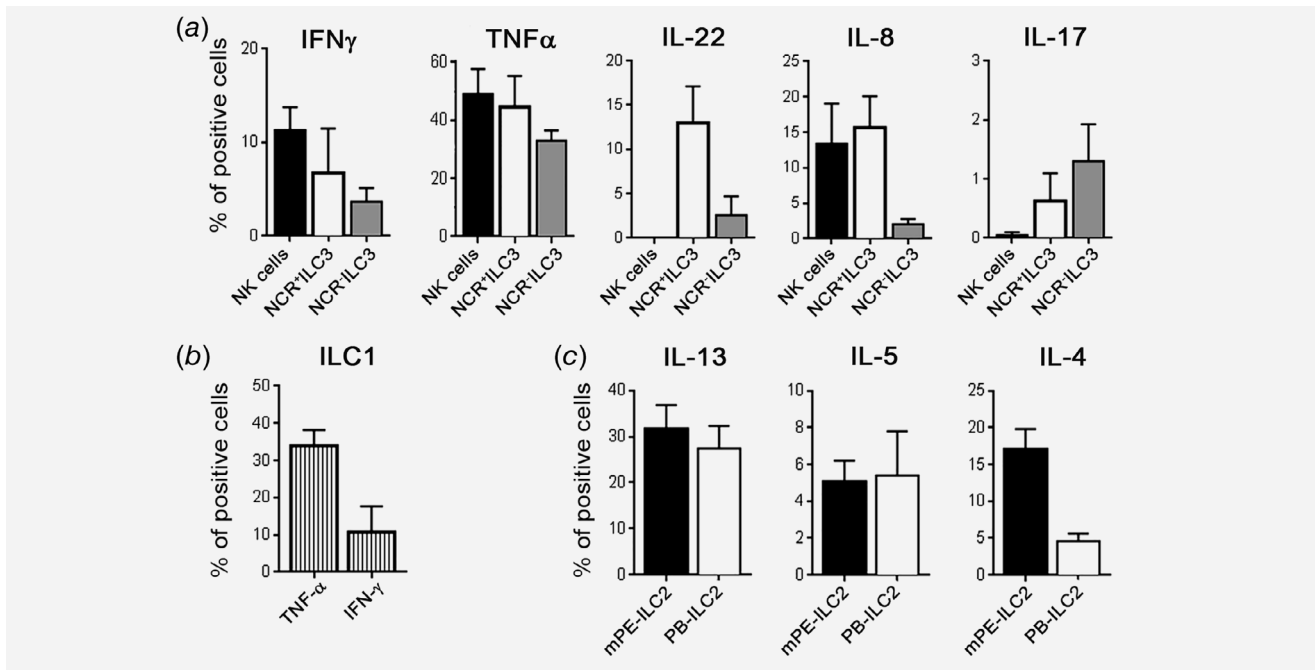 (a)
IFNγ
TNFα
IL-22
IL-8
IL-17
% of positive cells
20
10
0
60
40
20
0
20
15
10
5
0
25
20
15
10
5
0
3
2
1
0
NK cells
NCR⁺ILC3
NCR⁻ILC3
NK cells
NCR⁺ILC3
NCR⁻ILC3
NK cells
NCR⁺ILC3
NCR⁻ILC3
NK cells
NCR⁺ILC3
NCR⁻ILC3
NK cells
NCR⁺ILC3
NCR⁻ILC3
(b)
ILC1
% of positive cells
50
40
30
20
10
0
TNF-α
IFN-γ
(c)
IL-13
IL-5
IL-4
% of positive cells
40
30
20
10
0
10
8
6
4
2
0
25
20
15
10
5
0
mPE-ILC2
PB-ILC2
mPE-ILC2
PB-ILC2
mPE-ILC2
PB-ILC2